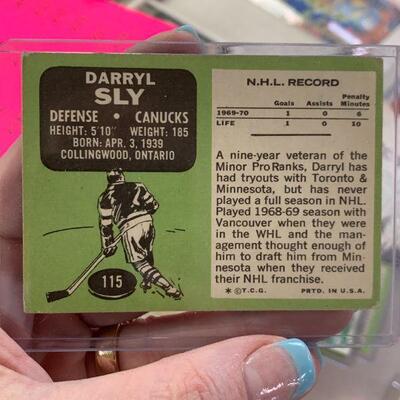 DARRYL
SLY
DEFENSE • CANUCKS
HEIGHT: 5'10" WEIGHT: 185
BORN: APR. 3, 1939
COLLINGWOOD, ONTARIO
115
N.H.L. RECORD
Goals Assists Penalty Minutes
1969-70 1 0 6
LIFE 1 0 10
A nine-year veteran of the
Minor Pro Ranks, Darryl has
had tryouts with Toronto &
Minnesota, but has never
played a full season in NHL.
Played 1968-69 season with
Vancouver when they were
in the WHL and the man-
agement thought enough of
him to draft him from Min-
nesota when they received
their NHL franchise.
* © T.C.G. PRTD. IN U.S.A.